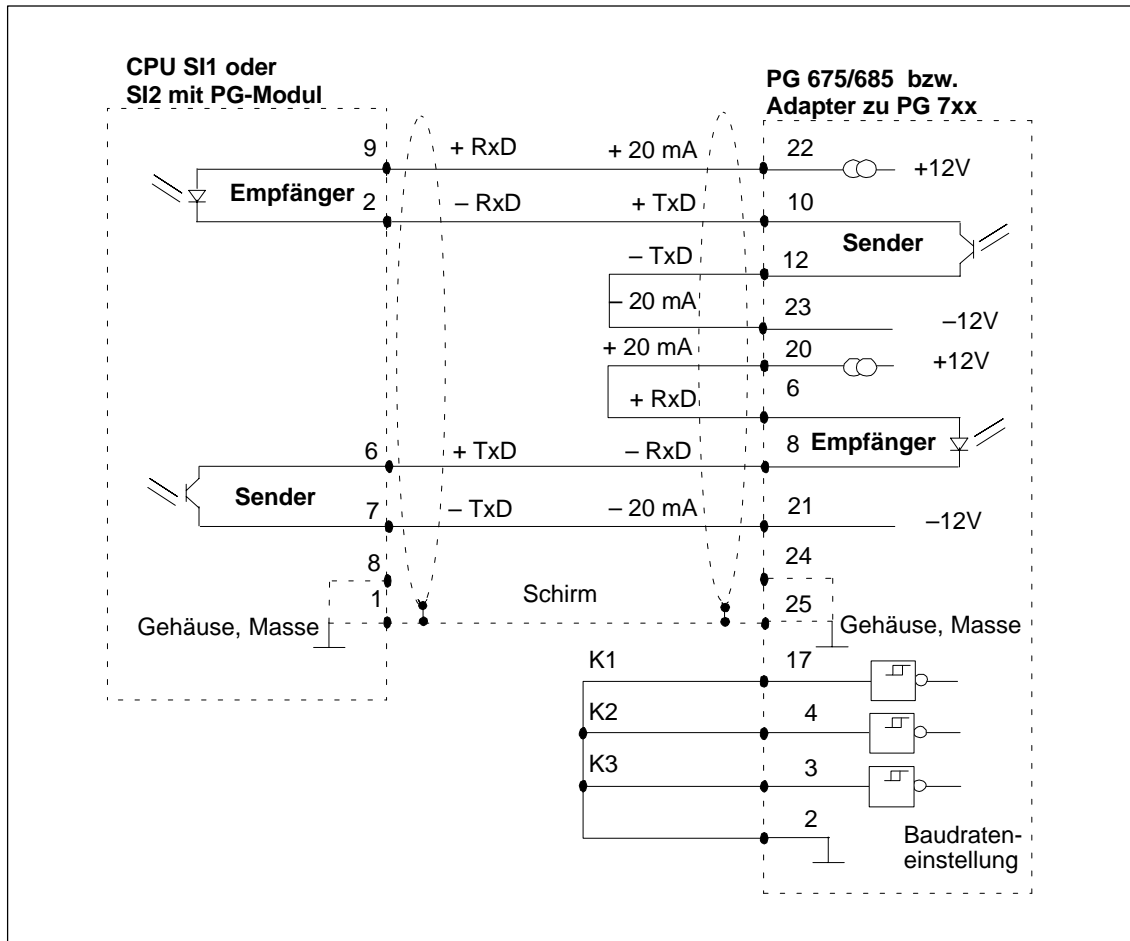 CPU SI1 oder
SI2 mit PG-Modul
PG 675/685 bzw.
Adapter zu PG 7xx
9
+ RxD
+ 20 mA
22
+12V
Empfänger
2
– RxD
+ TxD
10
Sender
– TxD
12
– 20 mA
23
–12V
+ 20 mA
20
+12V
6
+ RxD
Empfänger
6
+ TxD
– RxD
8
Sender
7
– TxD
– 20 mA
21
–12V
8
24
1
Schirm
25
Gehäuse, Masse
Gehäuse, Masse
K1
17
K2
4
K3
3
2
Baudraten-
einstellung